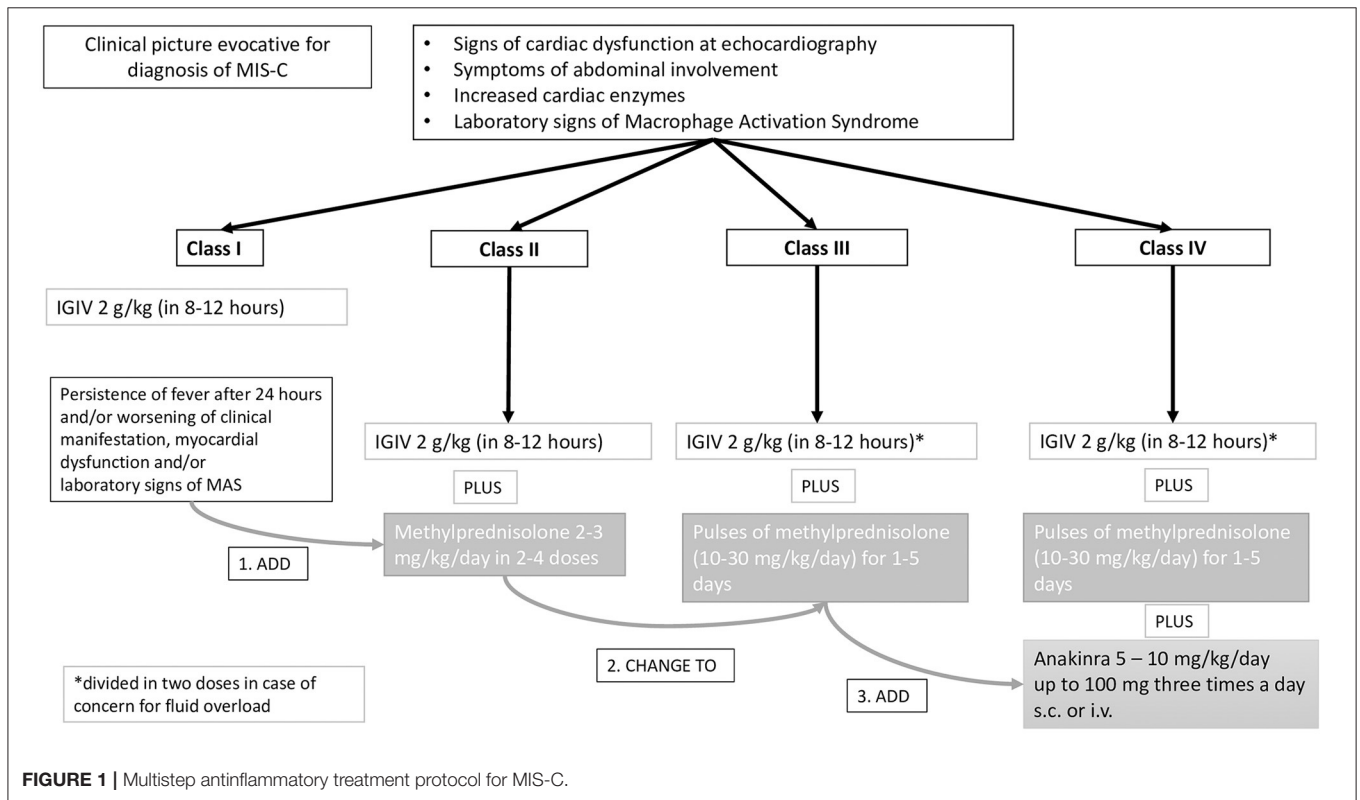 Clinical picture evocative for
diagnosis of MIS-C
• Signs of cardiac dysfunction at echocardiography
• Symptoms of abdominal involvement
• Increased cardiac enzymes
• Laboratory signs of Macrophage Activation Syndrome
Class I
Class II
Class III
Class IV
IGIV 2 g/kg (in 8-12 hours)
Persistence of fever after 24 hours
and/or worsening of clinical
manifestation, myocardial
dysfunction and/or
laboratory signs of MAS
IGIV 2 g/kg (in 8-12 hours)
IGIV 2 g/kg (in 8-12 hours)*
IGIV 2 g/kg (in 8-12 hours)*
PLUS
PLUS
PLUS
1. ADD
Methylprednisolone 2-3
mg/kg/day in 2-4 doses
Pulses of methylprednisolone
(10-30 mg/kg/day) for 1-5
days
Pulses of methylprednisolone
(10-30 mg/kg/day) for 1-5
days
PLUS
2. CHANGE TO
3. ADD
Anakinra 5 – 10 mg/kg/day
up to 100 mg three times a day
s.c. or i.v.
*divided in two doses in case of
concern for fluid overload
FIGURE 1 | Multistep antinflammatory treatment protocol for MIS-C.